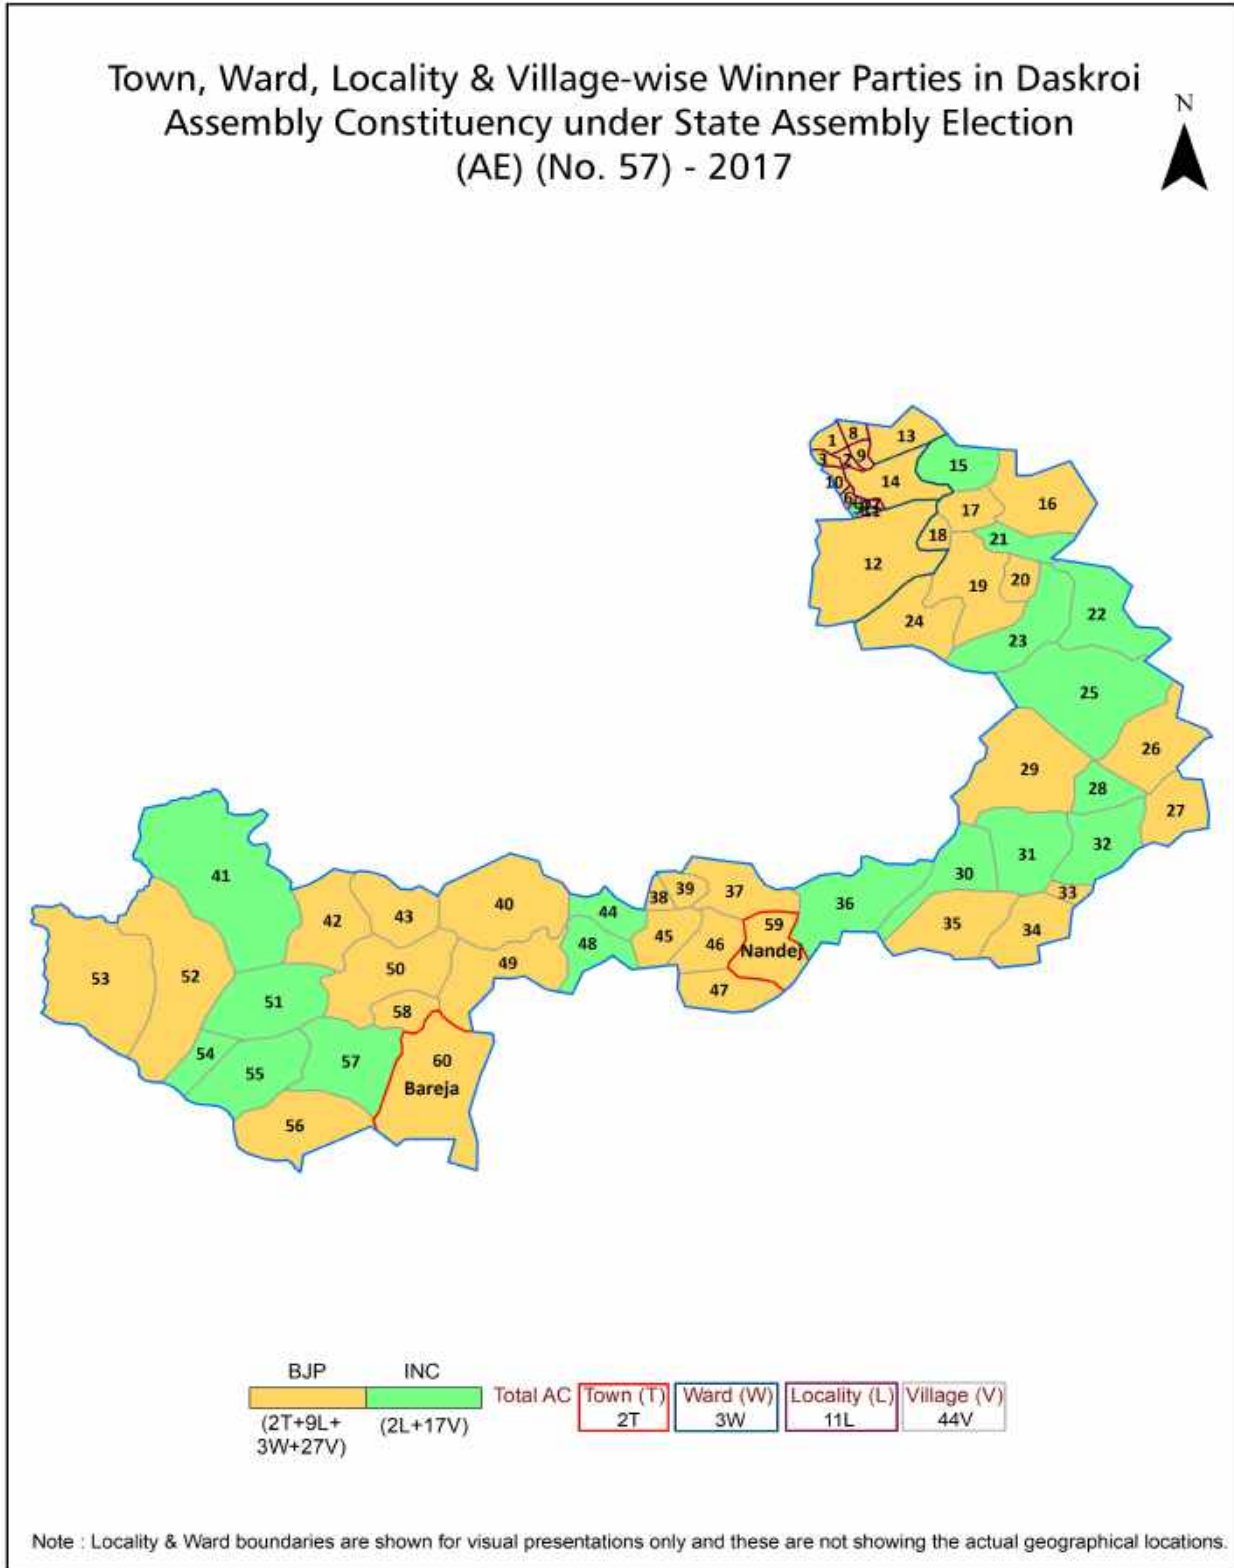 Town, Ward, Locality & Village-wise Winner Parties in Daskroi
Assembly Constituency under State Assembly Election
(AE) (No. 57) - 2017
N
8
13
1
9
2
3
15
14
10
6
16
11
17
18
21
12
20
19
22
24
23
25
26
29
28
27
32
31
41
30
33
39
37
38
40
36
44
43
42
59
35
34
45
46
48
Nandej
49
50
52
53
47
51
58
54
57
60
55
Bareja
56
BJP
INC
Total AC
Town (T)
Ward (W)
Locality (L)
Village (V)
2T
3W
11L
44V
(2T+9L+
3W+27V)
(2L+17V)
Note : Locality & Ward boundaries are shown for visual presentations only and these are not showing the actual geographical locations.